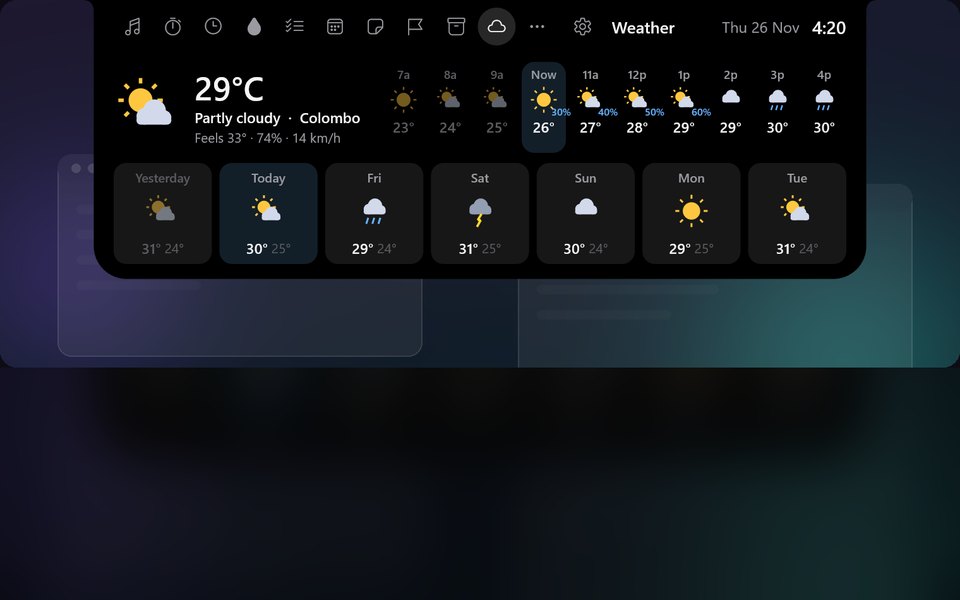 Weather Thu 26 Nov 4:20
29°C
Partly cloudy · Colombo
Feels 33° · 74% · 14 km/h
7a 8a 9a Now 11a 12p 1p 2p 3p 4p
30% 40% 50% 60%
23° 24° 25° 26° 27° 28° 29° 29° 30° 30°
Yesterday Today Fri Sat Sun Mon Tue
31° 24° 30° 25° 29° 24° 31° 25° 30° 24° 29° 25° 31° 24°